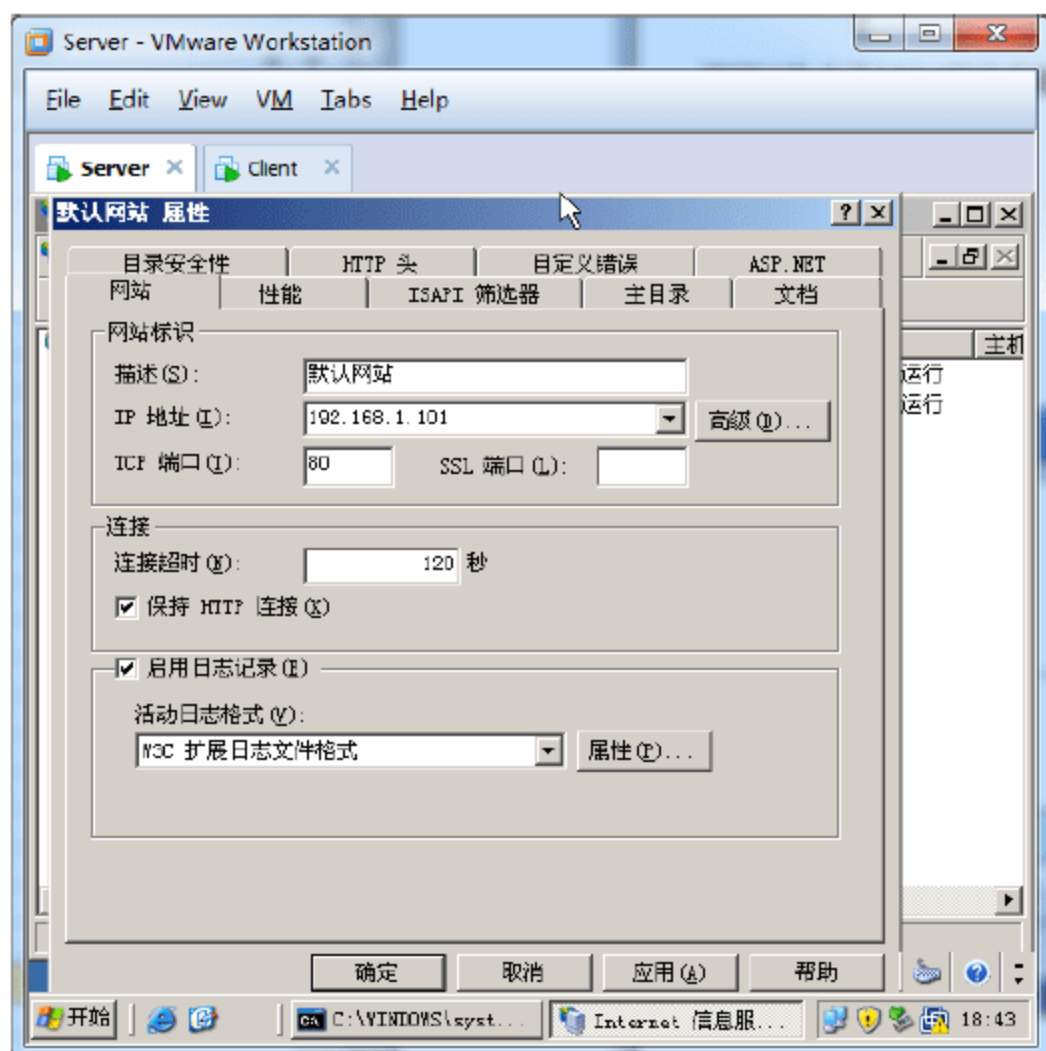 Server - VMware Workstation
File Edit View VM Tabs Help
Server Client
默认网站 属性
目录安全性 HTTP 头 自定义错误 ASP.NET
网站 性能 ISAPI 筛选器 主目录 文档
网站标识
主机
描述(S): 默认网站
运行
IP 地址(I): 192.168.1.101 高级(D)...
运行
TCP 端口(T): 80 SSL 端口(L):
连接
连接超时(N): 120 秒
保持 HTTP 连接(K)
启用日志记录(E)
活动日志格式(V):
W3C 扩展日志文件格式 属性(P)...
确定 取消 应用(A) 帮助
开始 C:\WINDOWS\syst... Internet 信息服... 18:43